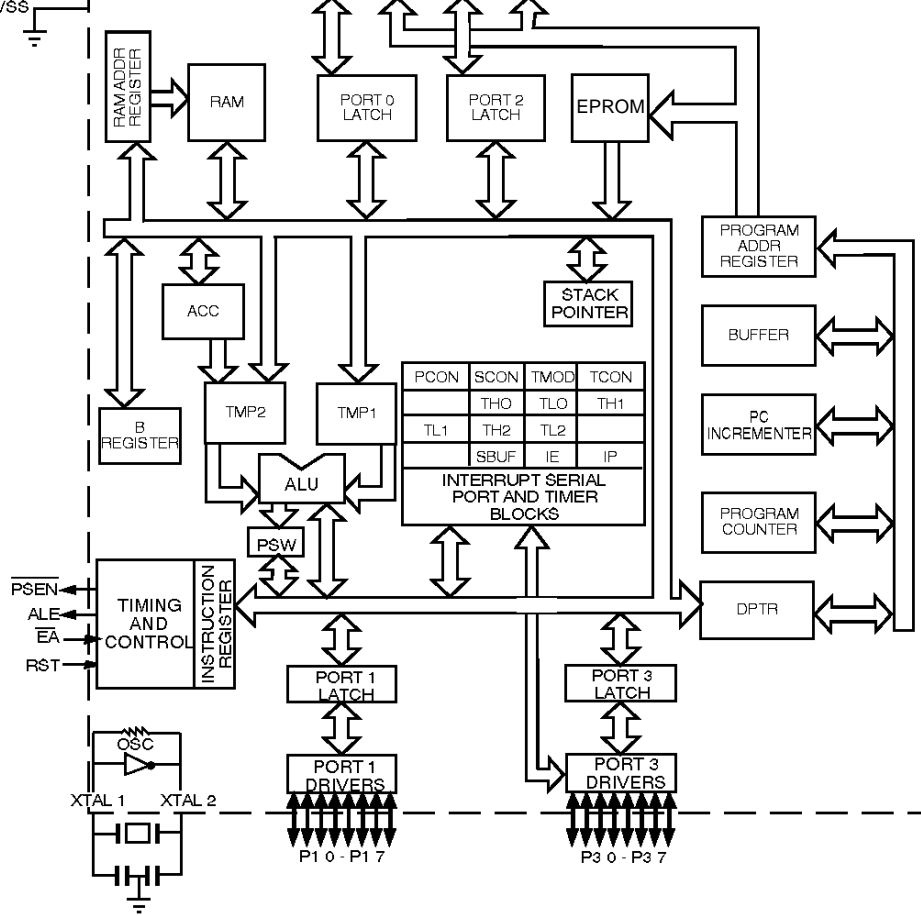 VSS
RAM ADDR
REGISTER
RAM
PORT 0
LATCH
PORT 2
LATCH
EPROM
PROGRAM
ADDR
REGISTER
ACC
STACK
POINTER
BUFFER
TMP2
TMP1
PCON SCON TMOD TCON
THO TLO TH1
TL1 TH2 TL2
SBUF IE IP
INTERRUPT SERIAL
PORT AND TIMER
BLOCKS
PC
INCREMENTER
B
REGISTER
ALU
PSW
PROGRAM
COUNTER
PSEN
ALE
EA
RST
TIMING
AND
CONTROL
INSTRUCTION
REGISTER
DPTR
PORT 1
LATCH
PORT 3
LATCH
OSC
PORT 1
DRIVERS
PORT 3
DRIVERS
XTAL 1 XTAL 2
P1 0 - P1 7
P3 0 - P3 7